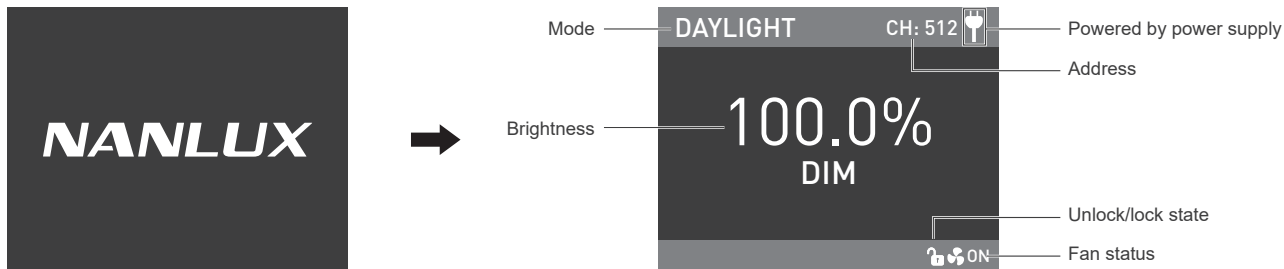 NANLUX
Mode
DAYLIGHT
CH: 512
Powered by power supply
Address
Brightness
100.0%
DIM
Unlock/lock state
ON
Fan status